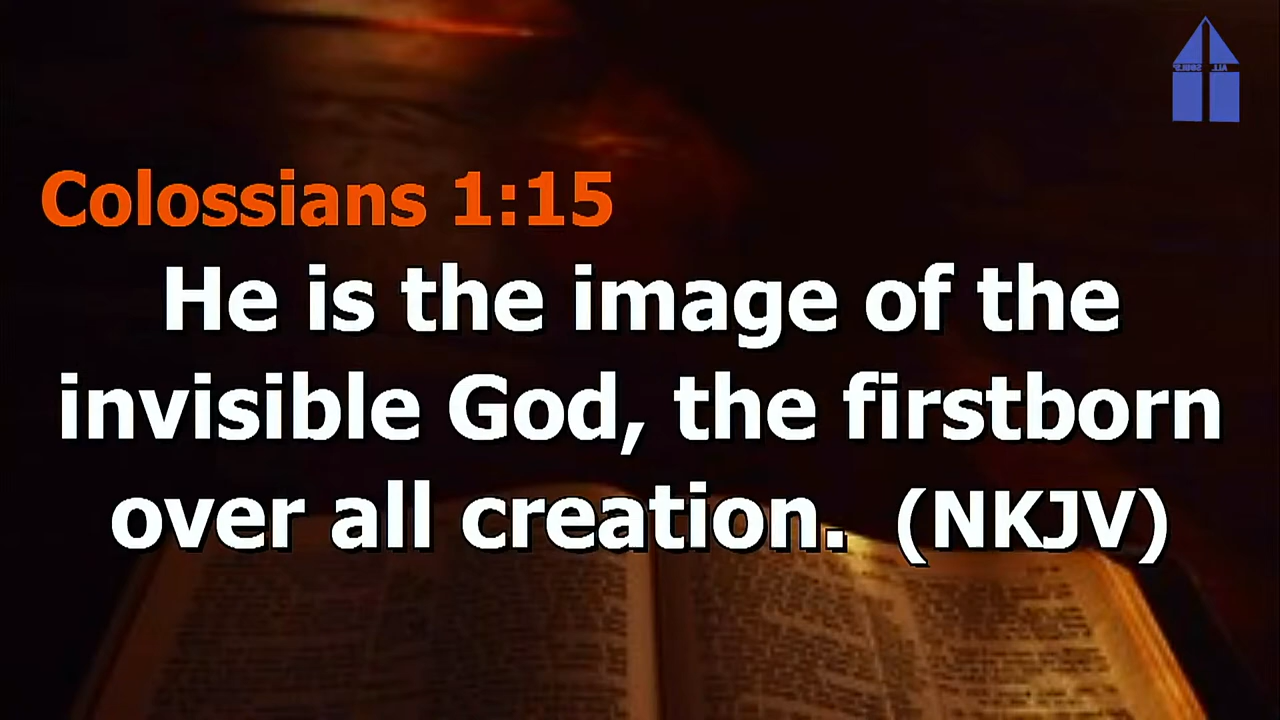 Colossians 1:15
He is the image of the
invisible God, the firstborn
over all creation.  (NKJV)